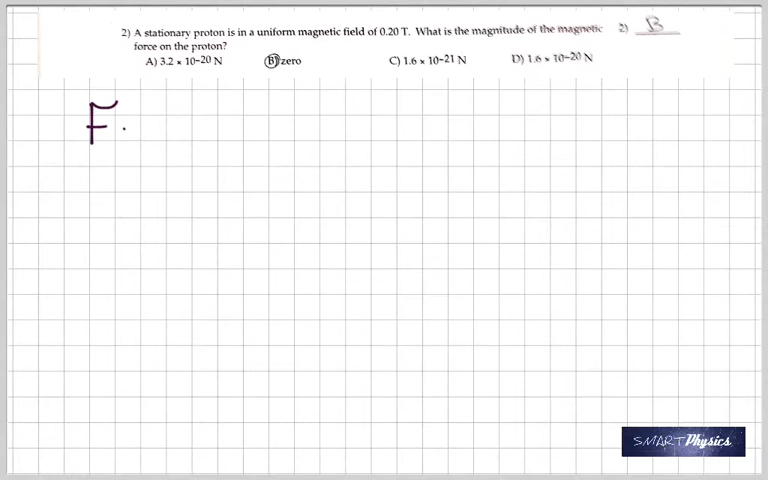 2) A stationary proton is in a uniform magnetic field of 0.20 T. What is the magnitude of the magnetic 2) B
force on the proton?
A) 3.2 × 10-20 N B) zero C) 1.6 × 10-21 N D) 1.6 × 10-20 N
F
SMARTPhysics